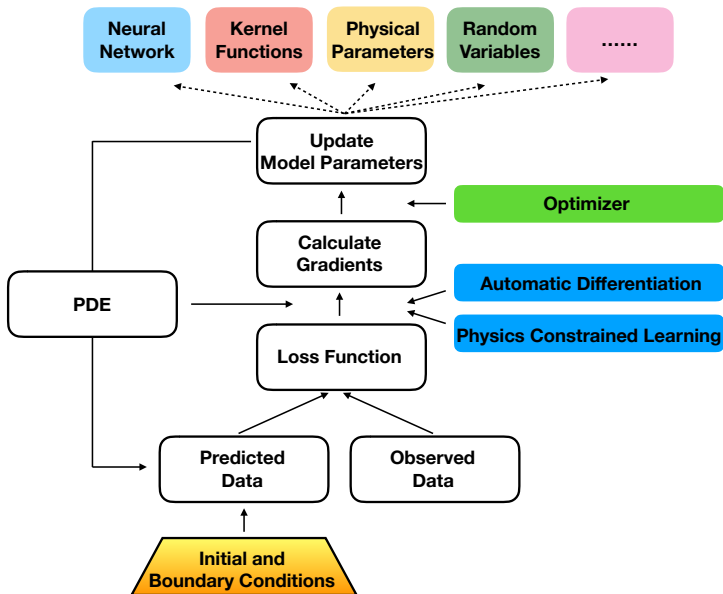 Neural
Network
Kernel
Functions
Physical
Parameters
Random
Variables
......
Update
Model Parameters
Optimizer
Calculate
Gradients
Automatic Differentiation
PDE
Physics Constrained Learning
Loss Function
Predicted
Data
Observed
Data
Initial and
Boundary Conditions